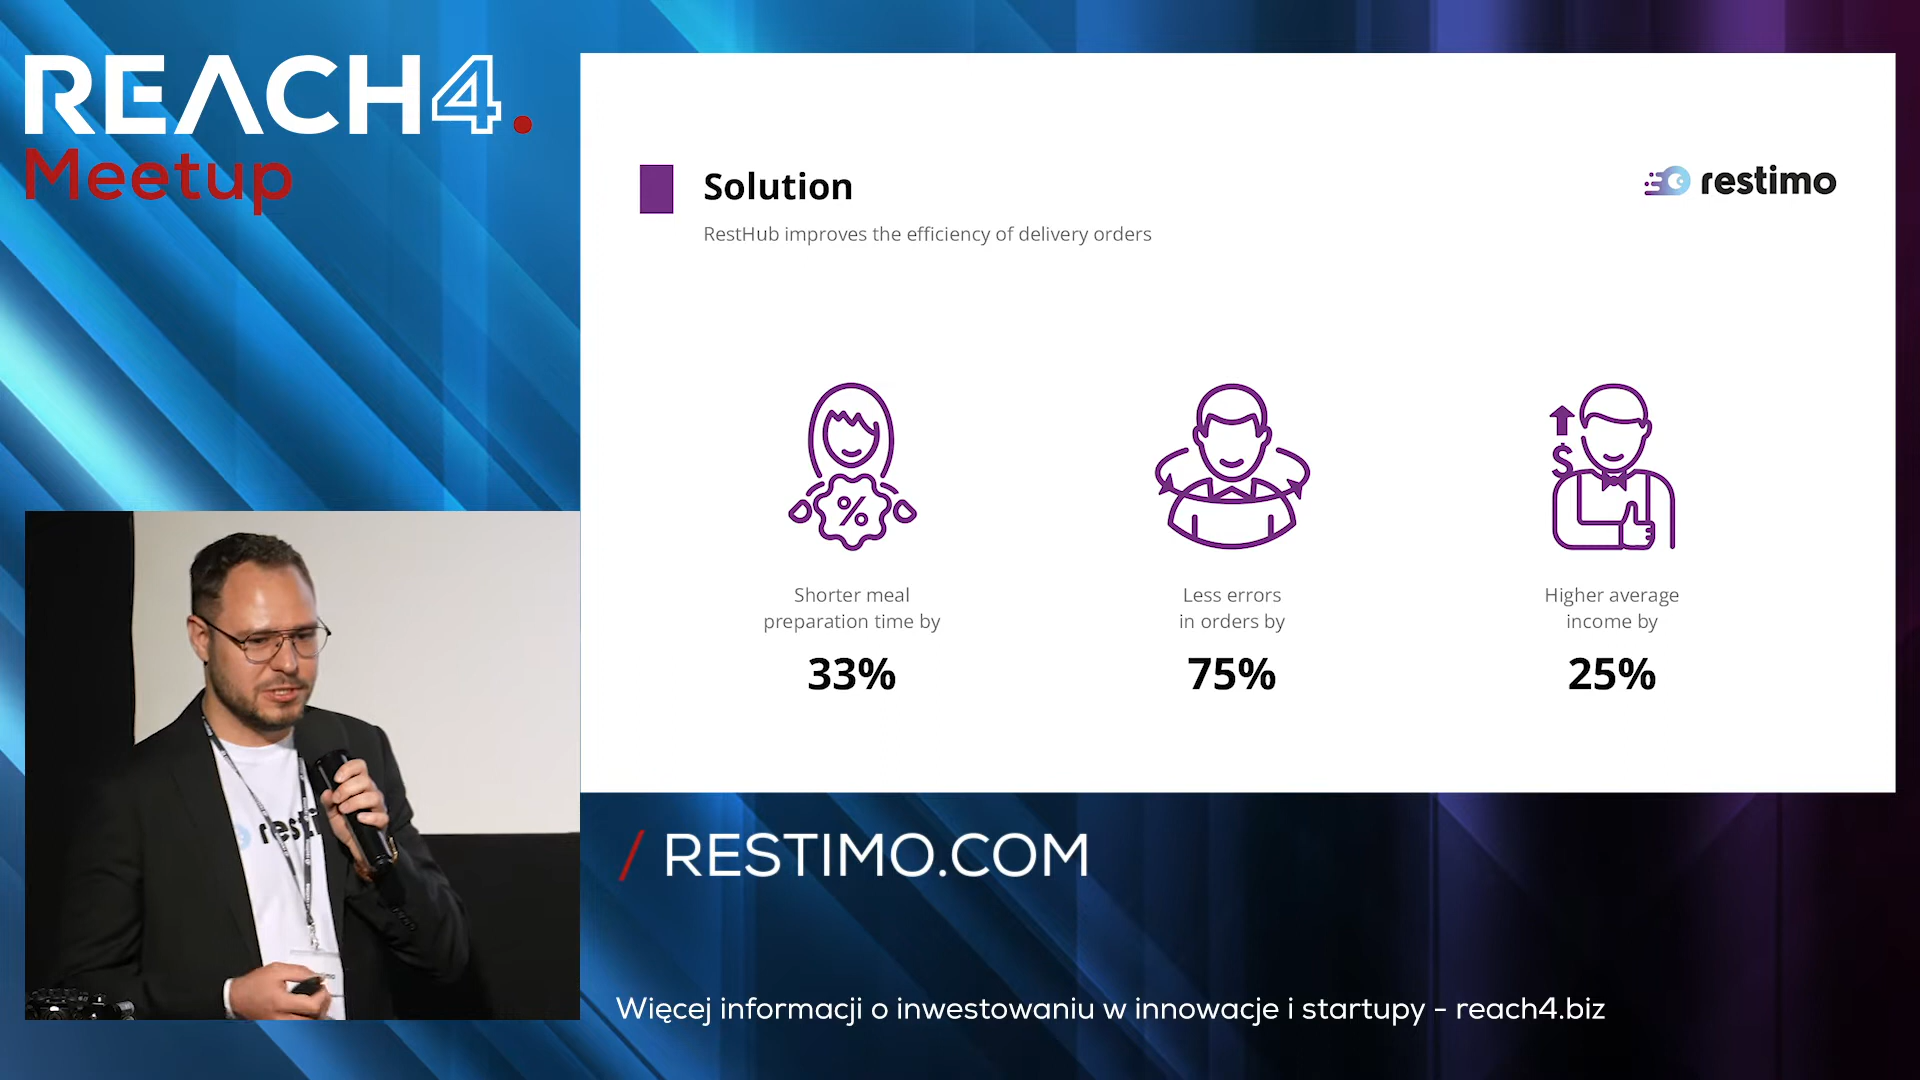 REACH4.
Meetup
Solution
restimo
RestHub improves the efficiency of delivery orders
%
$
Shorter meal
preparation time by
33%
Less errors
in orders by
75%
Higher average
income by
25%
/ RESTIMO.COM
Więcej informacji o inwestowaniu w innowacje i startupy - reach4.biz